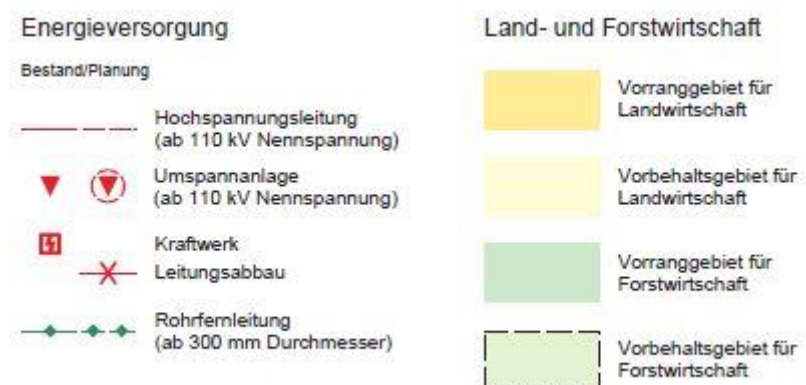 Energieversorgung
Bestand/Planung
Hochspannungsleitung
(ab 110 kV Nennspannung)
Umspannanlage
(ab 110 kV Nennspannung)
Kraftwerk
Leitungsabbau
Rohrfernleitung
(ab 300 mm Durchmesser)
Land- und Forstwirtschaft
Vorranggebiet für
Landwirtschaft
Vorbehaltsgebiet für
Landwirtschaft
Vorranggebiet für
Forstwirtschaft
Vorbehaltsgebiet für
Forstwirtschaft